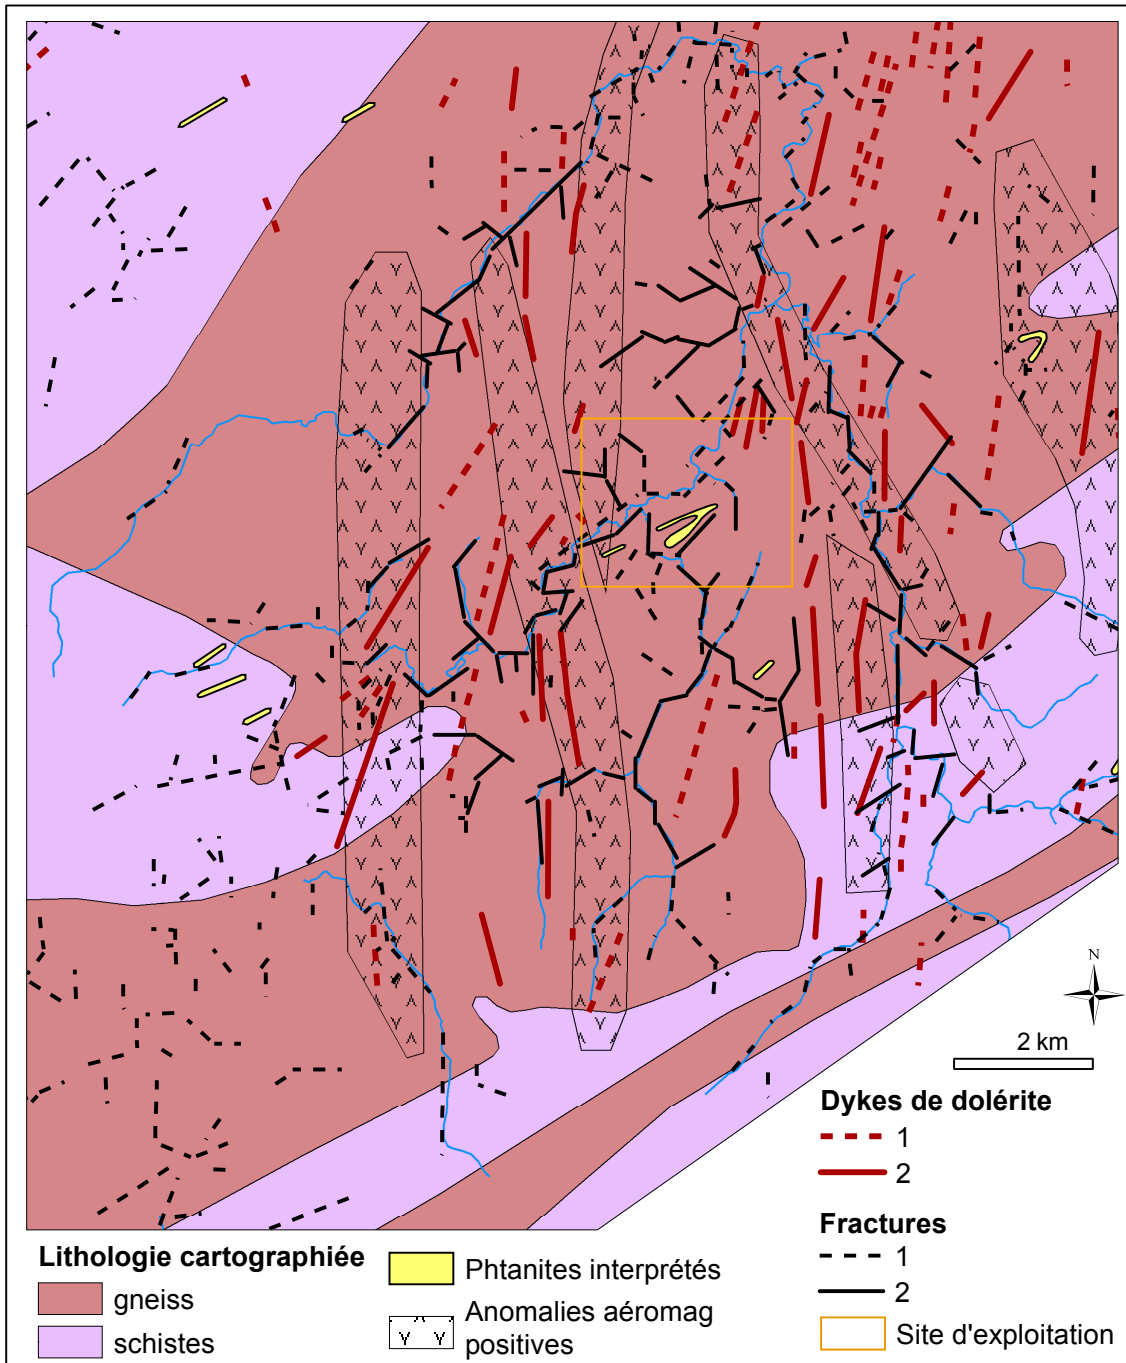 N
2 km
Dykes de dolérite
1
2
Fractures
1
2
Site d'exploitation
Lithologie cartographiée
gneiss
schistes
Phtanites interprétés
Anomalies aéromag
positives